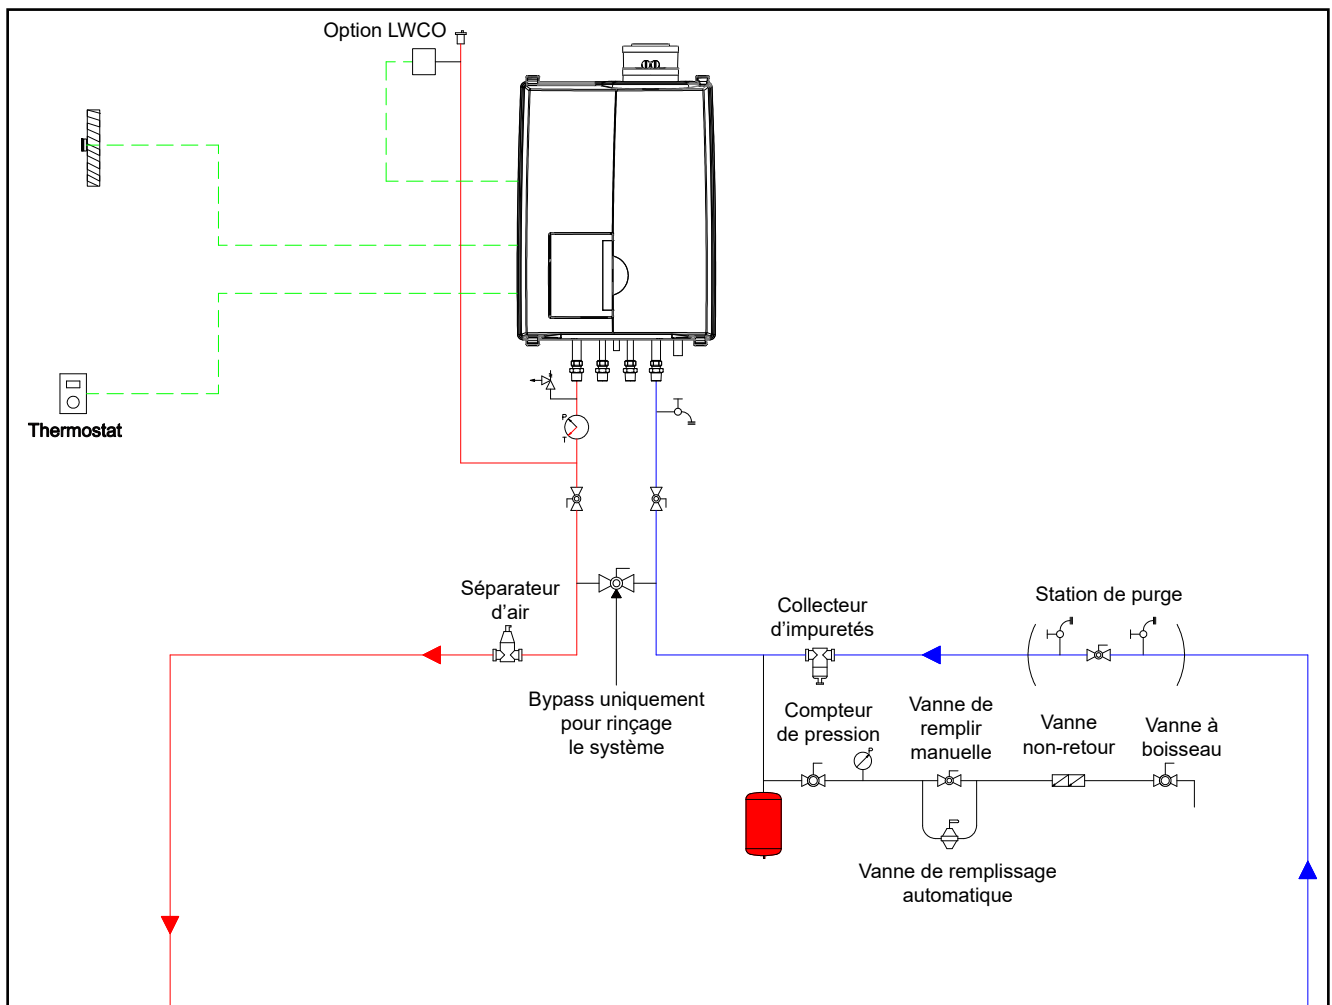 Option LWCO
Thermostat
P
T
Séparateur
d’air
Bypass uniquement
pour rinçage
le système
Collecteur
d’impuretés
Station de purge
Compteur
de pression
P
Vanne de
remplir
manuelle
Vanne
non-retour
Vanne à
boisseau
Vanne de remplissage
automatique